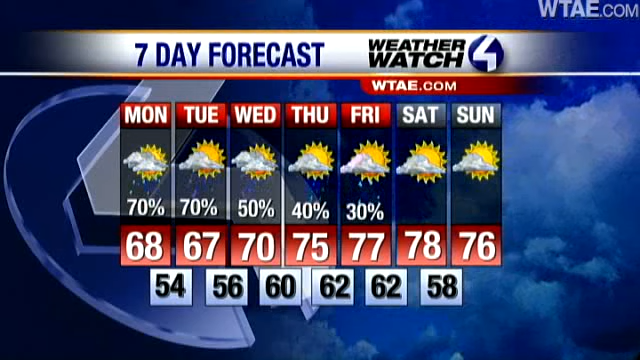 WTAE.COM
7 DAY FORECAST WEATHER WATCH 4
WTAE.COM
MON TUE WED THU FRI SAT SUN
70% 70% 50% 40% 30%
68 67 70 75 77 78 76
54 56 60 62 62 58